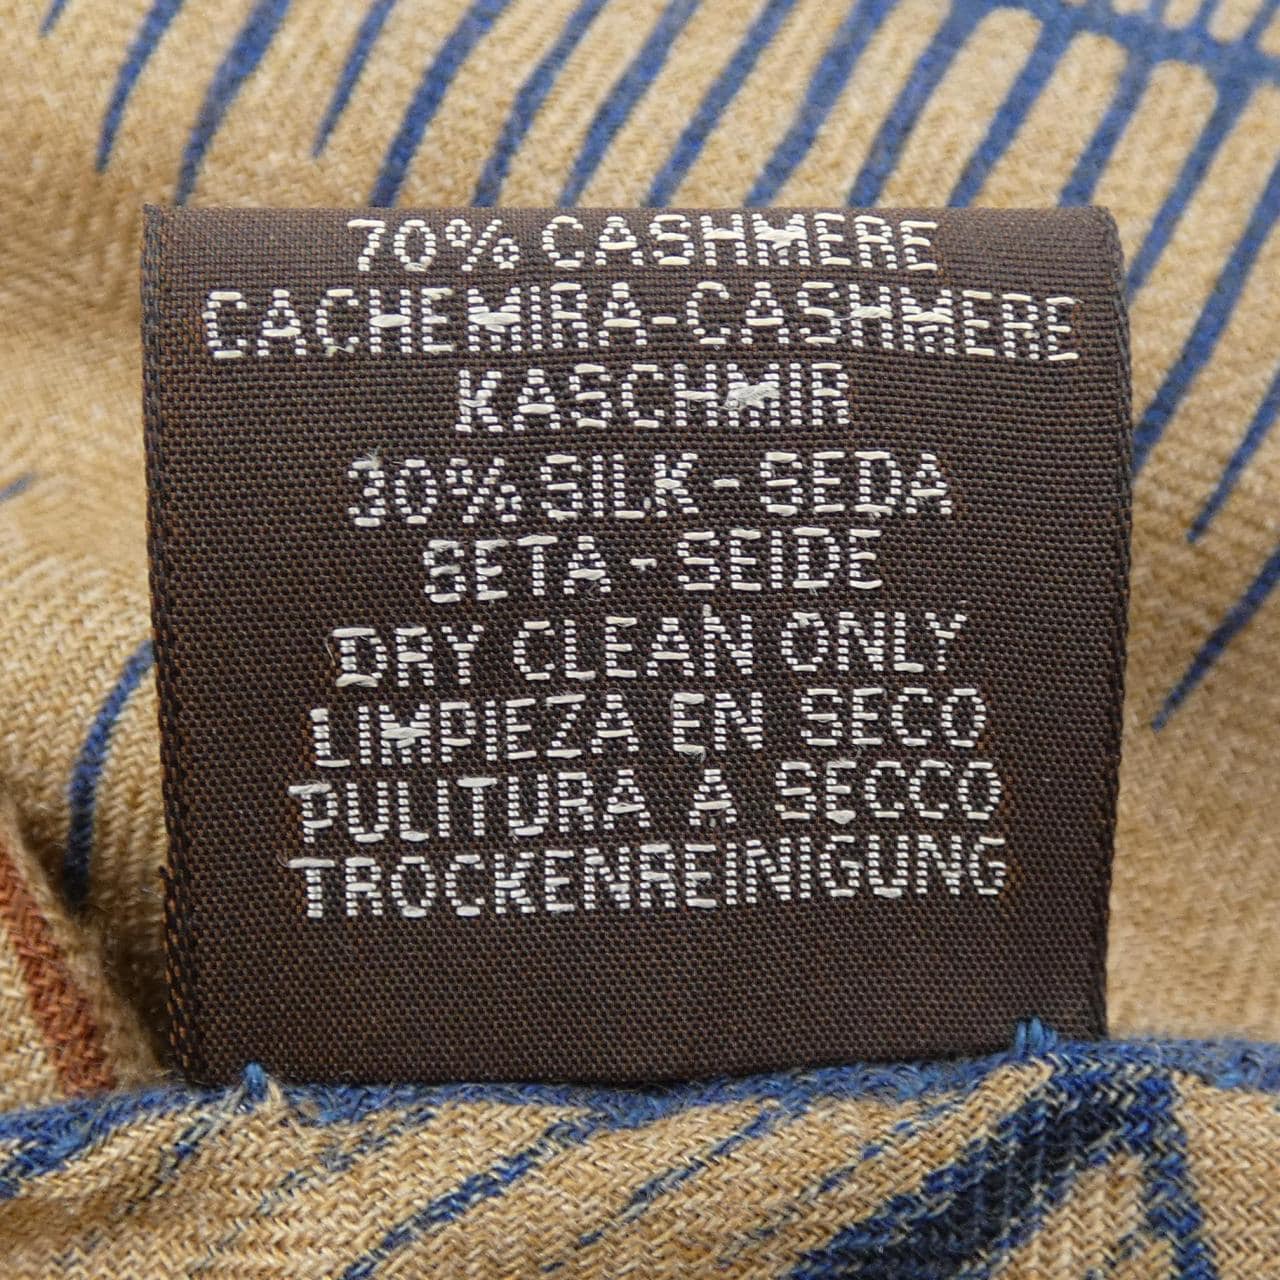 70% CASHMERE
CACHEMIRA-CASHMERE
KASCHMIR
30% SILK - SEDA
SETA - SEIDE
DRY CLEAN ONLY
LIMPIEZA EN SECO
PULITURA A SECCO
TROCKENREINIGUNG